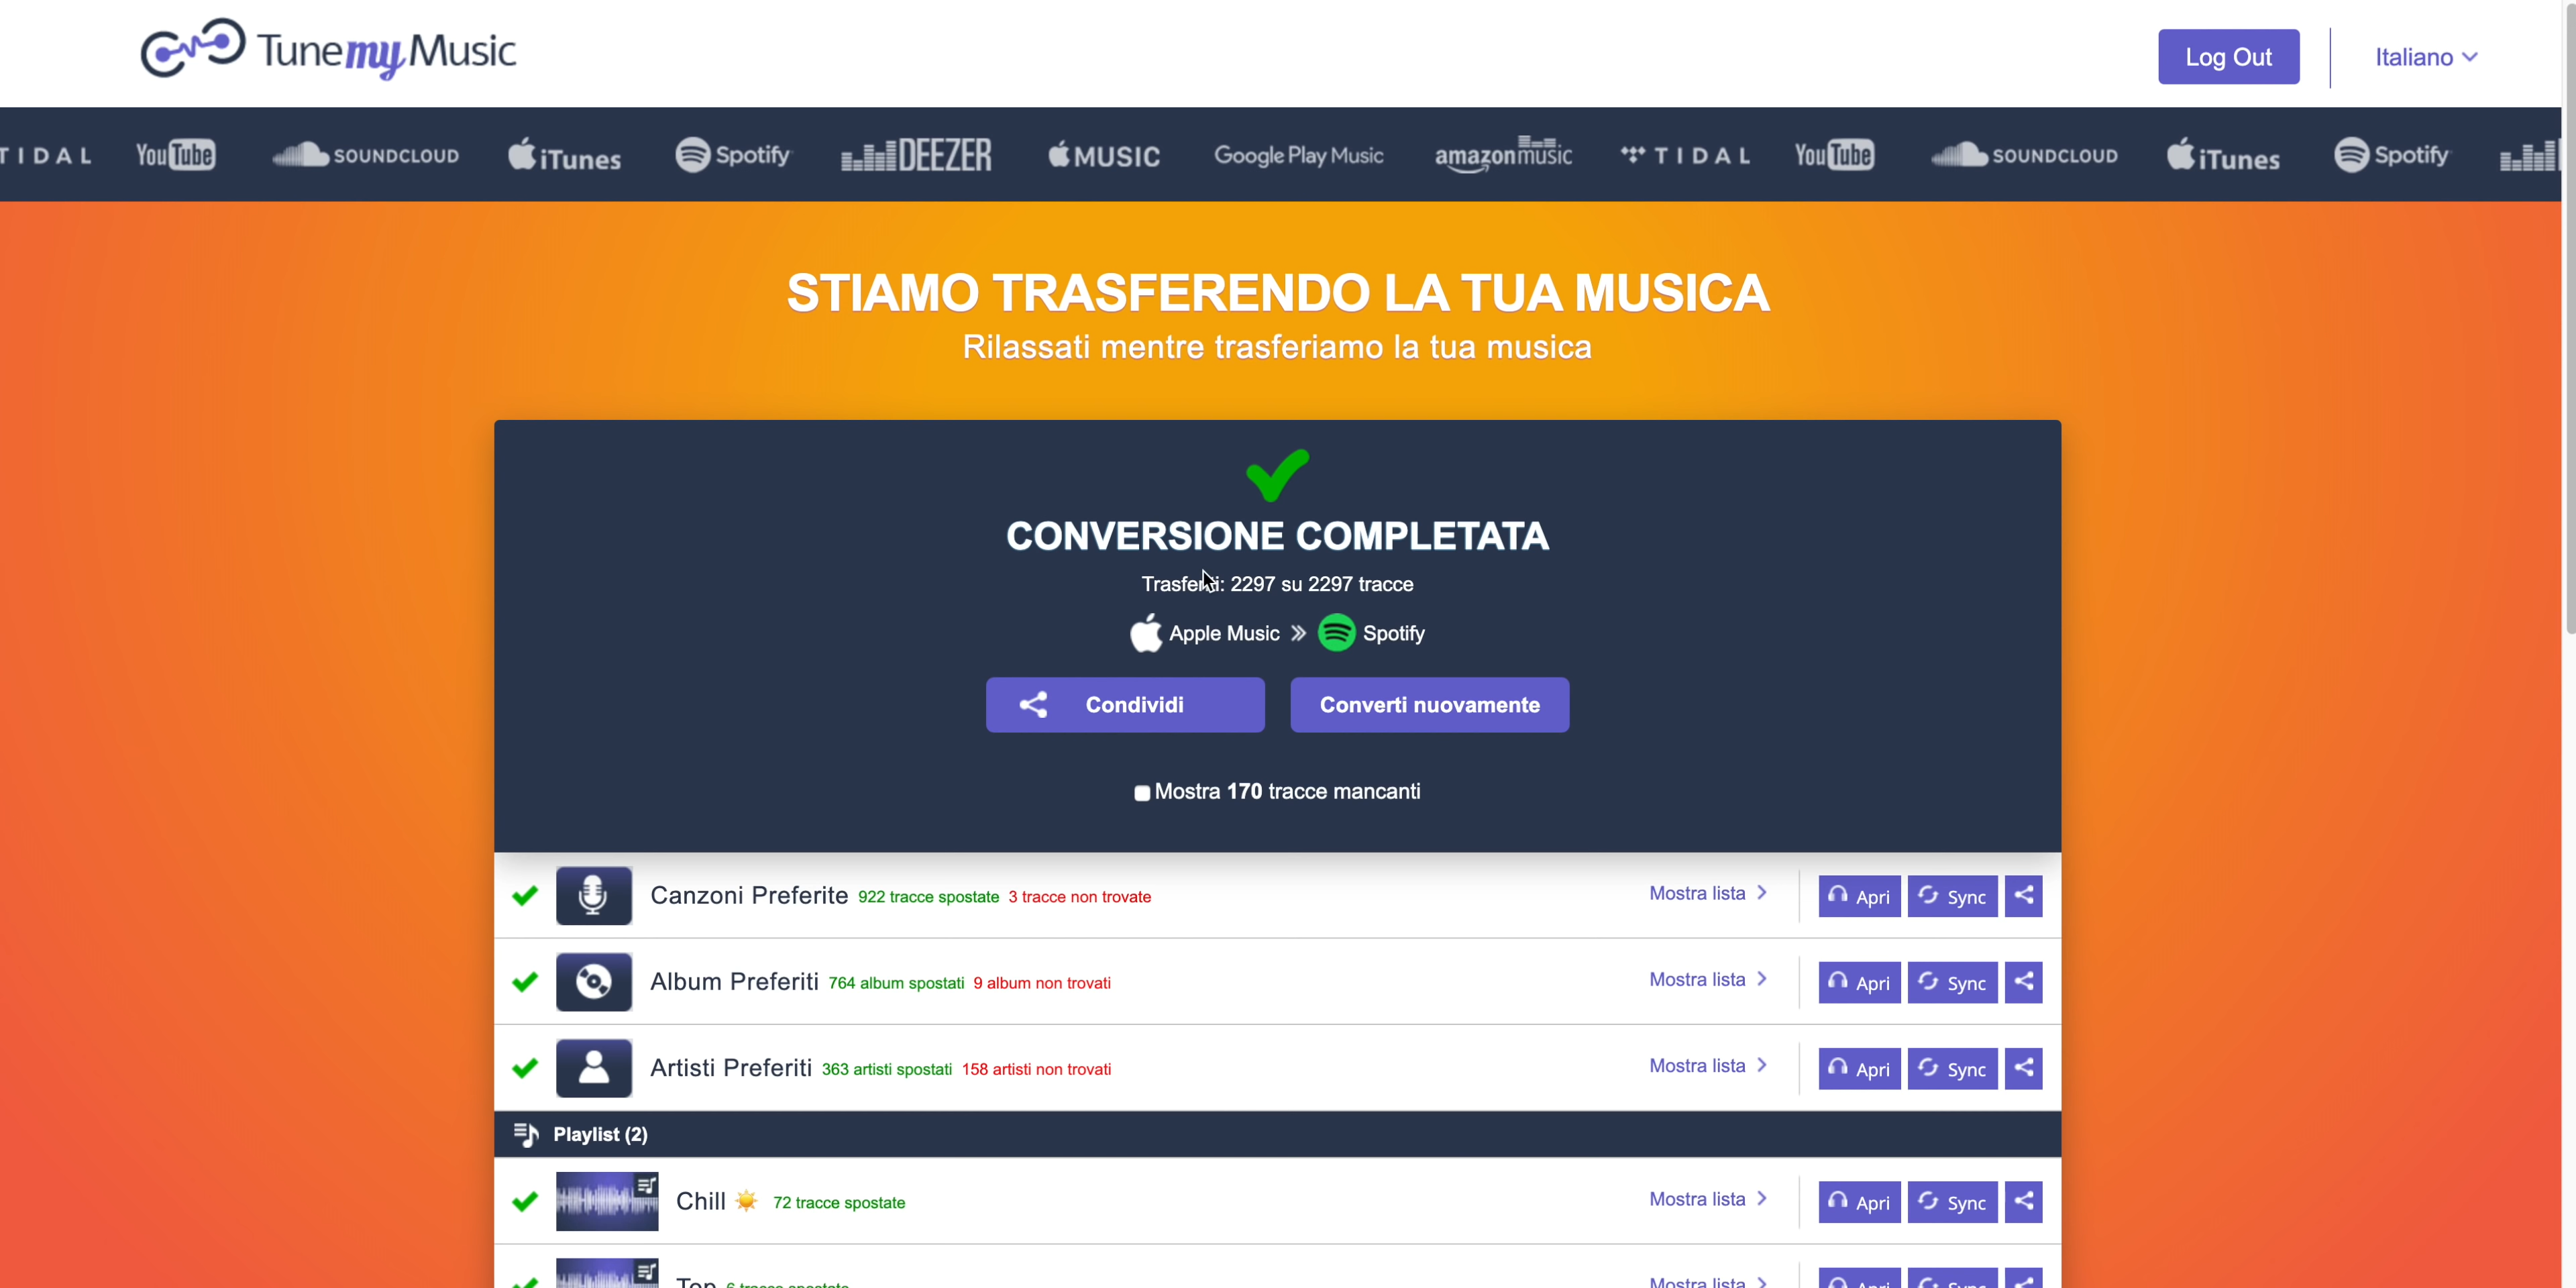 TunemyMusic
Log Out
Italiano
TIDAL YouTube SOUNDCLOUD iTunes Spotify DEEZER MUSIC Google Play Music amazon music TIDAL YouTube SOUNDCLOUD iTunes Spotify
STIAMO TRASFERENDO LA TUA MUSICA
Rilassati mentre trasferiamo la tua musica
CONVERSIONE COMPLETATA
2297 su 2297 tracce
Apple Music » Spotify
Condividi
Converti nuovamente
Mostra 170 tracce mancanti
Canzoni Preferite 922 tracce spostate 3 tracce non trovate Mostra lista Apri Sync
Album Preferiti 764 album spostati 9 album non trovati Mostra lista Apri Sync
Artisti Preferiti 363 artisti spostati 158 artisti non trovati Mostra lista Apri Sync
Playlist (2)
Chill ☀️ 72 tracce spostate Mostra lista Apri Sync